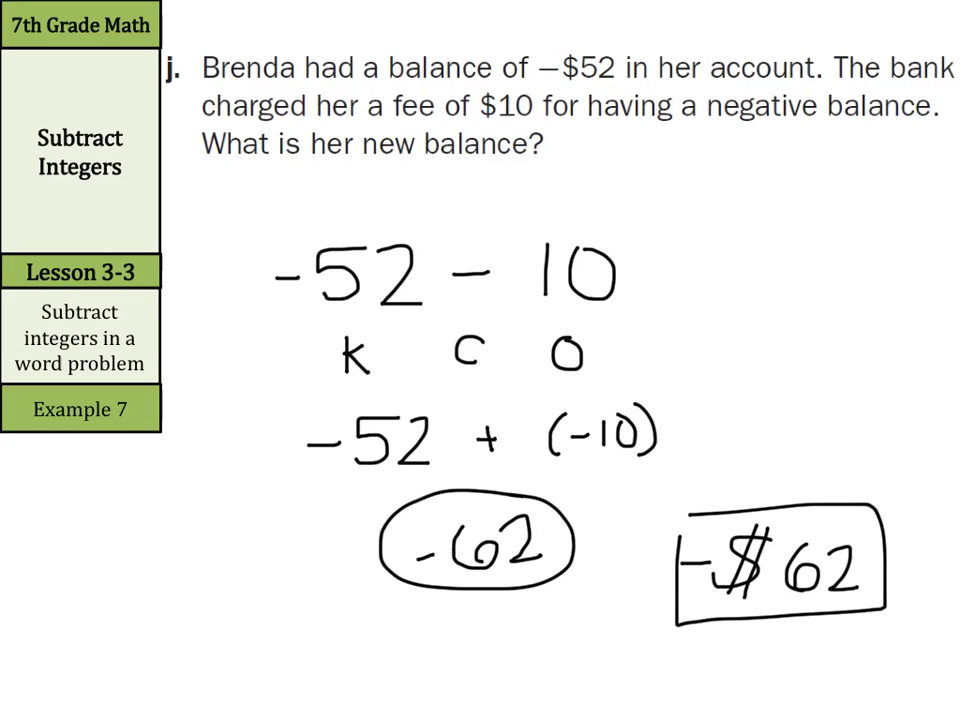 7th Grade Math
Subtract
Integers
Lesson 3-3
Subtract
integers in a
word problem
Example 7
j. Brenda had a balance of −$52 in her account. The bank
charged her a fee of $10 for having a negative balance.
What is her new balance?
-52 - 10
K C O
-52 + (-10)
-62
-$62